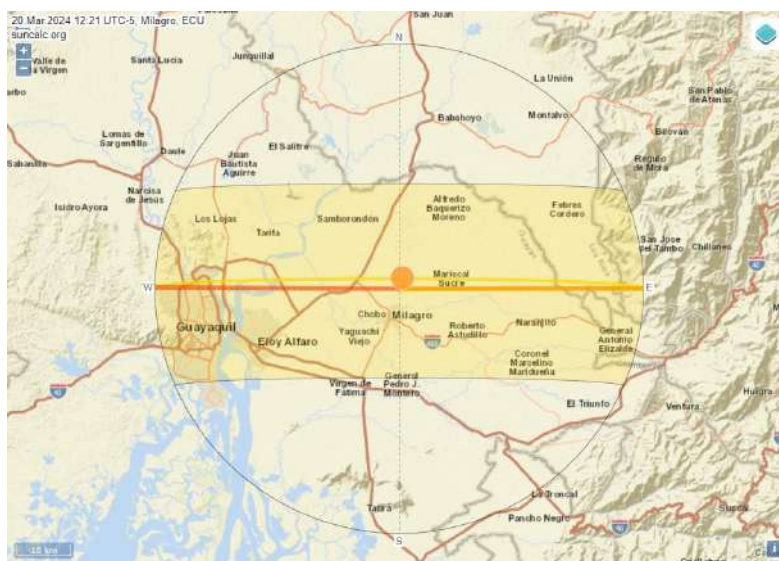 20 Mar 2024 12:21 UTC-5, Milagro, ECU
suncalc.org
San Juan
N
Valle de
la Virgen
Santa Lucía
Junquillal
La Unión
San Pablo
de Atenas
Babahoyo
Montalvo
Lomas de
Sargentillo
Daule
El Salitre
Bilován
Juan
Bautista
Aguirre
Régulo
de Mora
Sabanilla
Narcisa
de Jesús
Isidro Ayora
Los Lojas
Samborondón
Alfredo
Baquerizo
Moreno
Febres
Cordero
Tarifa
San Jose
del Tambo
Chillanes
Mariscal
Sucre
W
E
Guayaquil
Eloy Alfaro
Chobo
Milagro
Yaguachi
Viejo
Roberto
Astudillo
Naranjito
General
Antonio
Elizalde
Coronel
Marcelino
Maridueña
Virgen de
Fátima
General
Pedro J.
Montero
El Triunfo
Ventura
Huigra
La Troncal
Taura
Pancho Negro
S
10 km